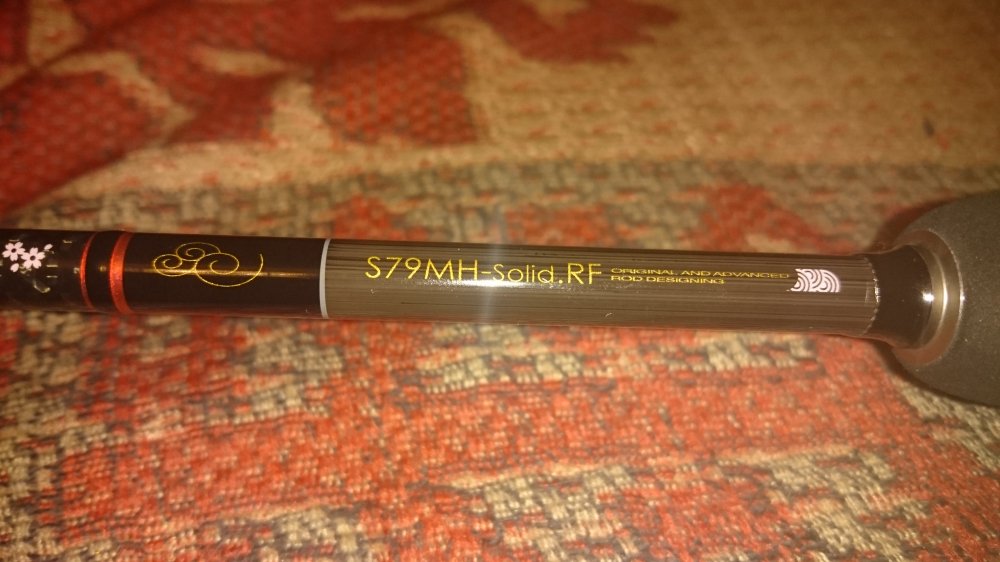 S79MH-Solid.RF
ORIGINAL AND ADVANCED
ROD DESIGNING